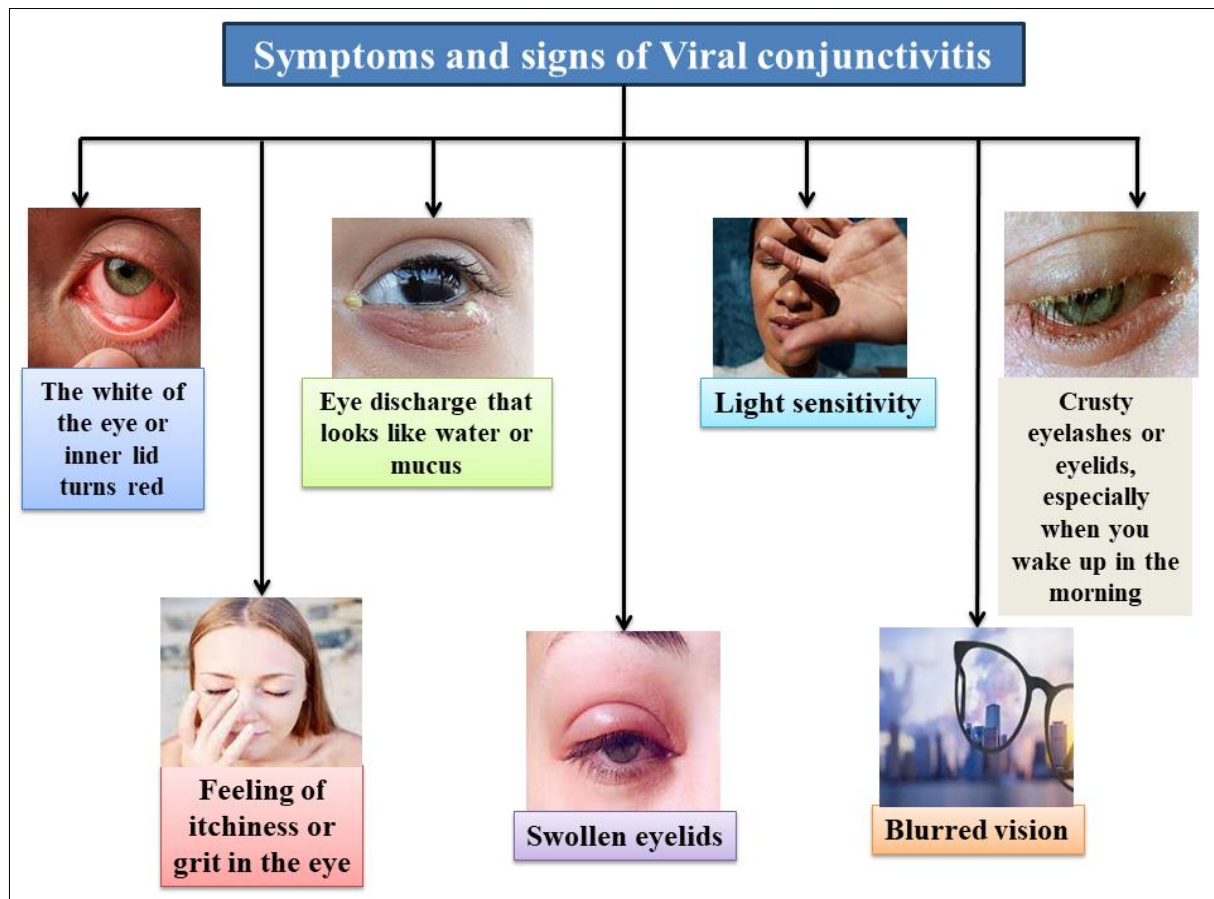 Symptoms and signs of Viral conjunctivitis
The white of
the eye or
inner lid
turns red
Eye discharge that
looks like water or
mucus
Light sensitivity
Crusty
eyelashes or
eyelids,
especially
when you
wake up in the
morning
Feeling of
itchiness or
grit in the eye
Swollen eyelids
Blurred vision